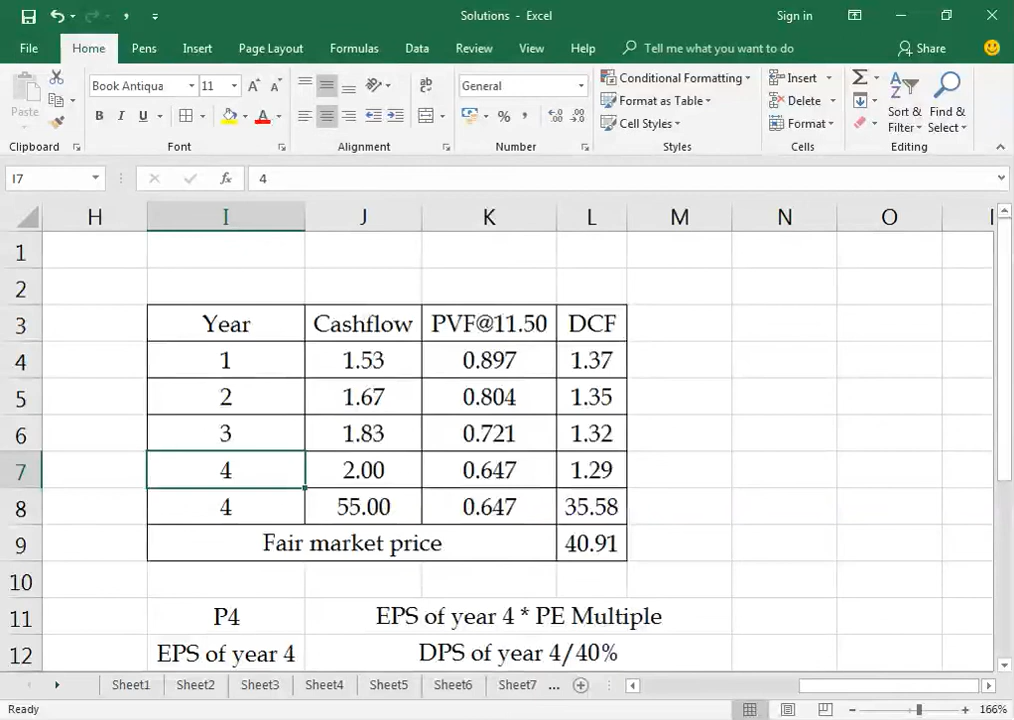 Solutions - Excel
Sign in
File Home Pens Insert Page Layout Formulas Data Review View Help Tell me what you want to do Share
Paste
Book Antiqua 11
B I U
General
% ,
Conditional Formatting
Format as Table
Cell Styles
Insert
Delete
Format
Sort & Filter
Find & Select
Clipboard Font Alignment Number Styles Cells Editing
I7 fx 4
H I J K L M N O
1
2
3 Year Cashflow PVF@11.50 DCF
4 1 1.53 0.897 1.37
5 2 1.67 0.804 1.35
6 3 1.83 0.721 1.32
7 4 2.00 0.647 1.29
8 4 55.00 0.647 35.58
9 Fair market price 40.91
10
11 P4 EPS of year 4 * PE Multiple
12 EPS of year 4 DPS of year 4/40%
Sheet1 Sheet2 Sheet3 Sheet4 Sheet5 Sheet6 Sheet7 ...
Ready 166%